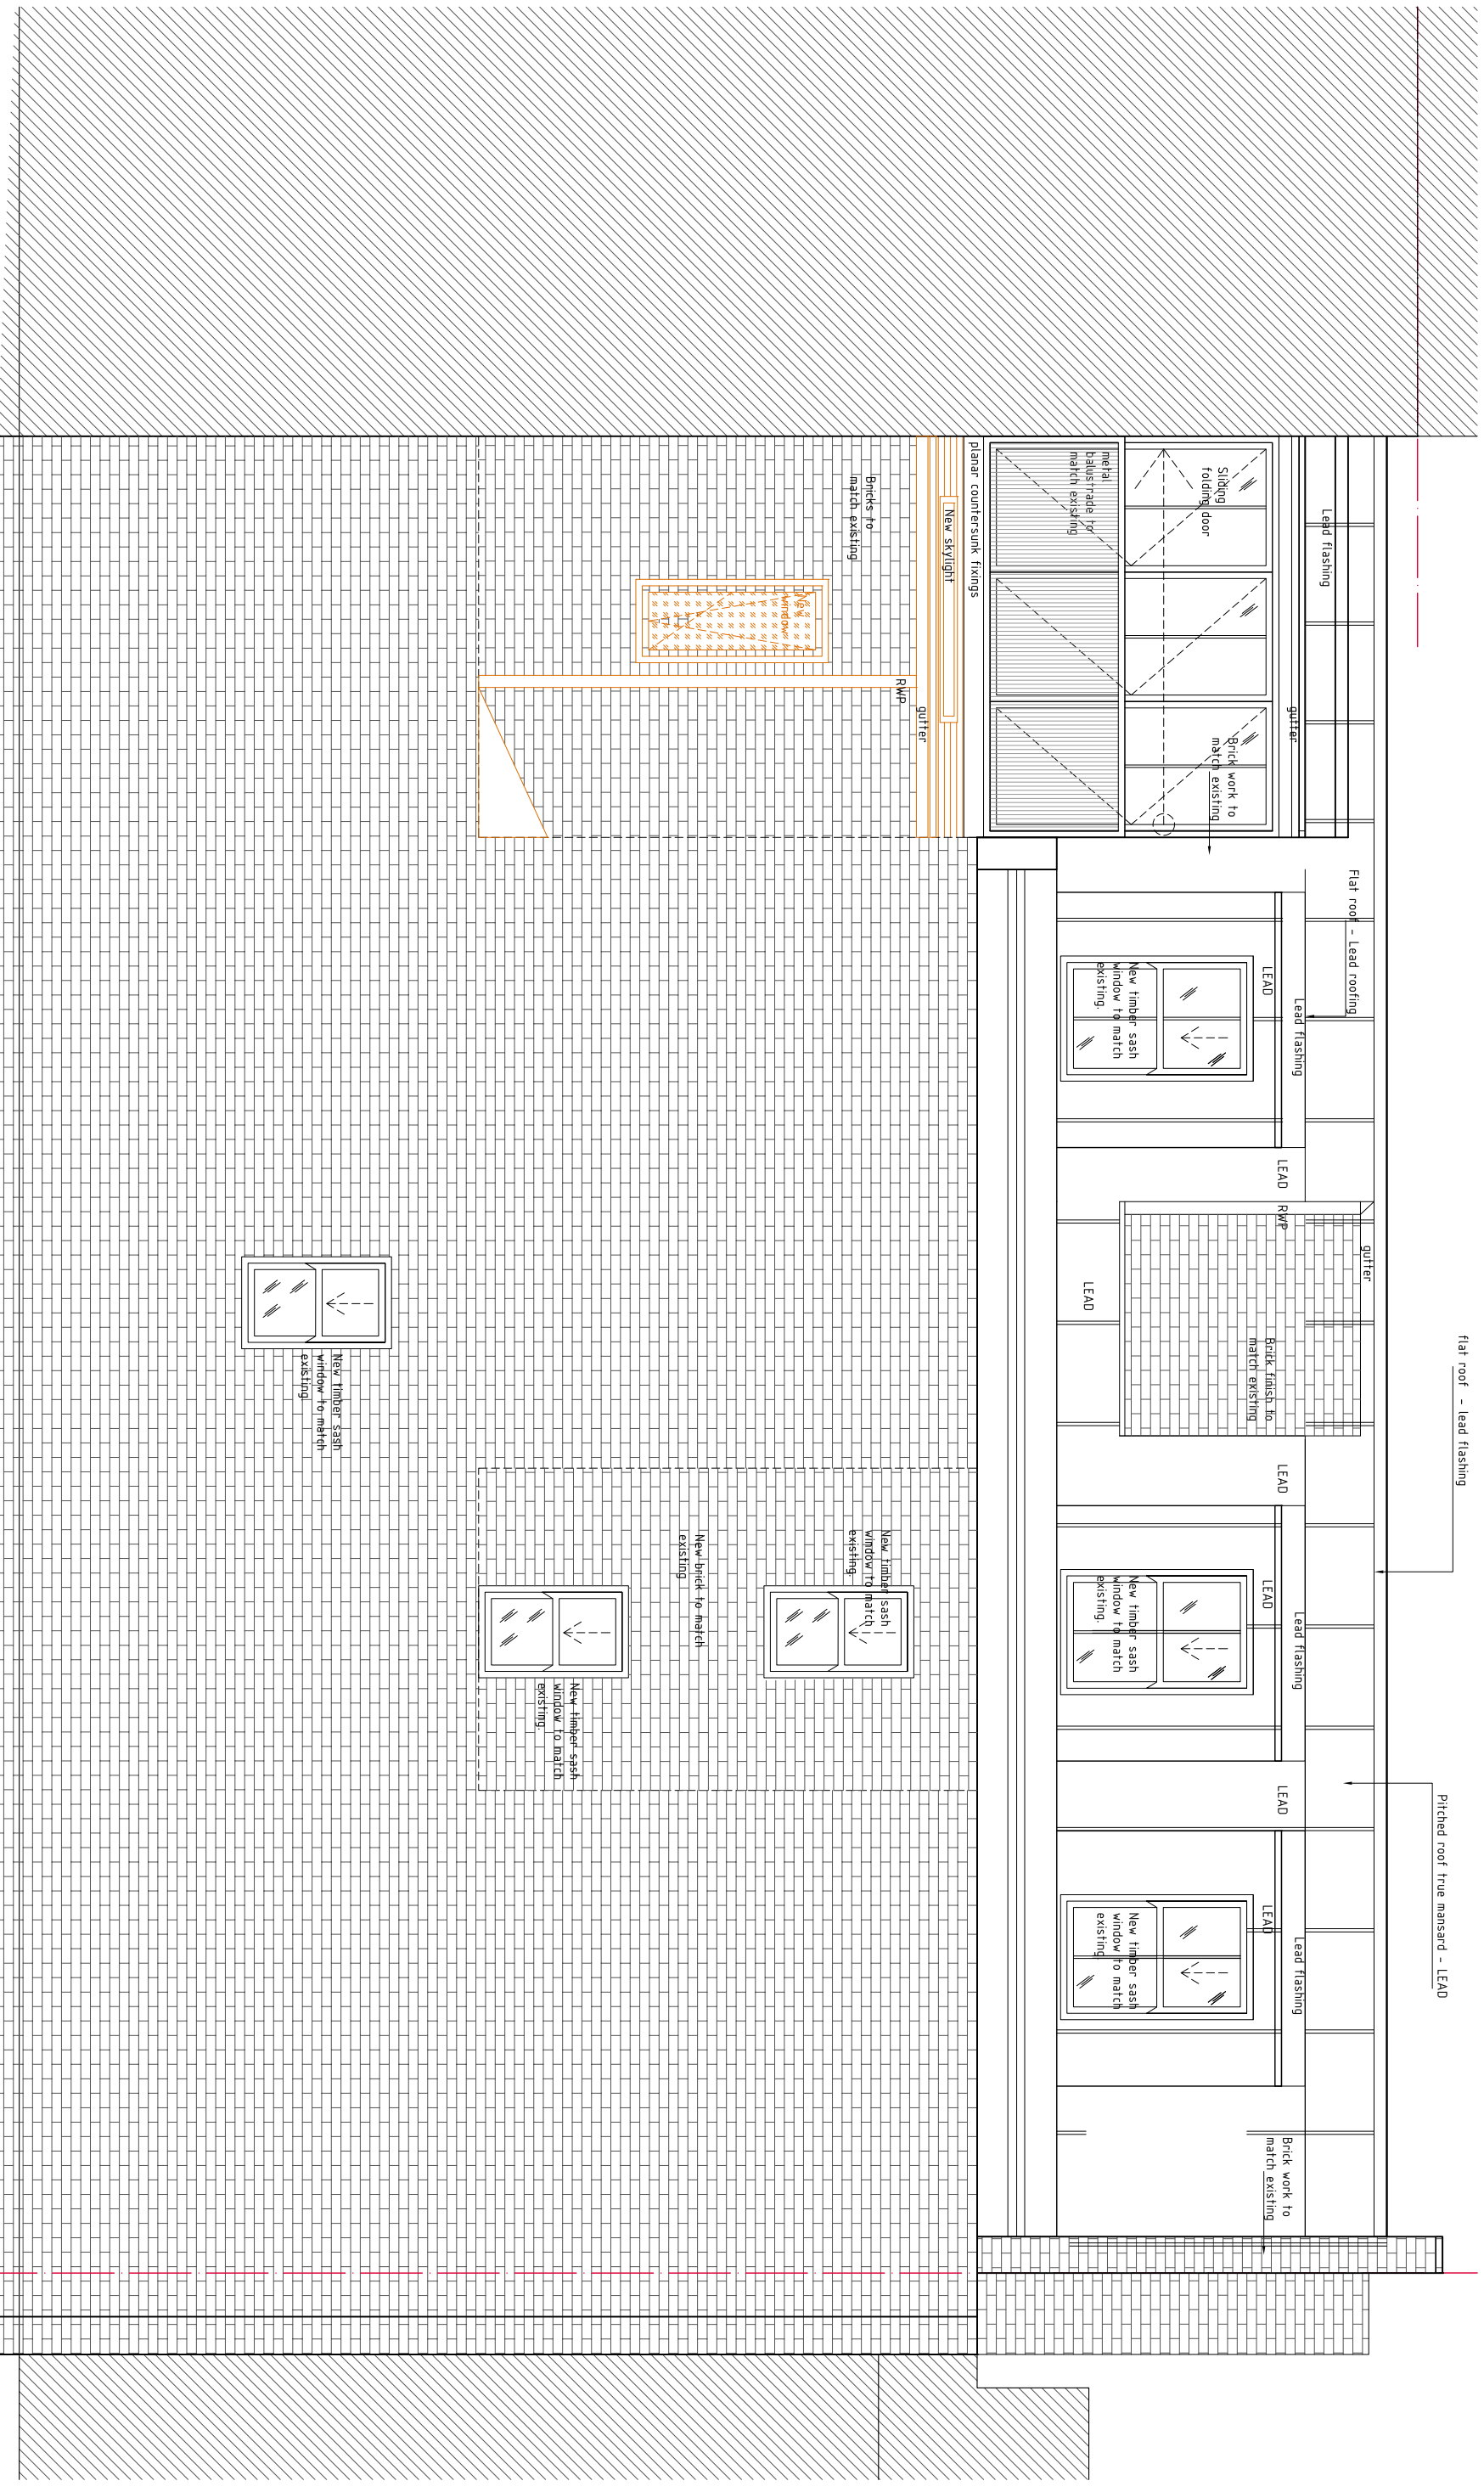 flat roof - lead flashing
Pitched roof true mansard - LEAD
Flat roof - Lead roofing
Lead flashing
gutter
Sliding
folding door
Brick work to
match existing
metal
balustrade to
match existing
planar countersunk fixings
New skylight
gutter
RWP
Bricks to
match existing
New
window
Lead flashing
LEAD
New timber sash
window to match
existing.
LEAD
RWP
gutter
Brick finish to
match existing
LEAD
LEAD
Lead flashing
LEAD
New timber sash
window to match
existing.
LEAD
Lead flashing
LEAD
New timber sash
window to match
existing.
Brick work to
match existing
New timber sash
window to match
existing.
New brick to match
existing
New timber sash
window to match
existing.
New timber sash
window to match
existing.